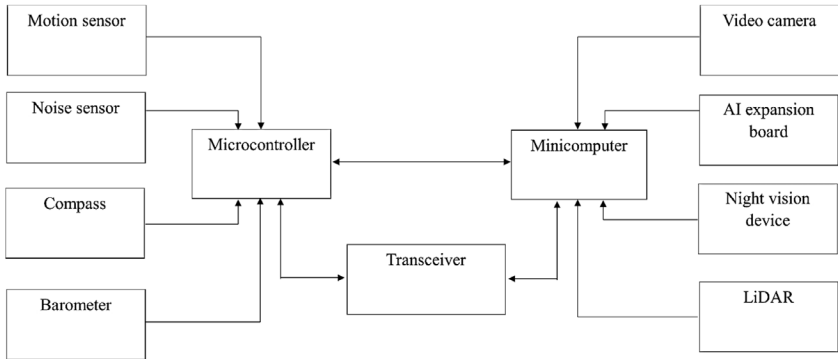 Motion sensor
Video camera
Noise sensor
AI expansion
board
Microcontroller
Minicomputer
Compass
Night vision
device
Transceiver
Barometer
LiDAR